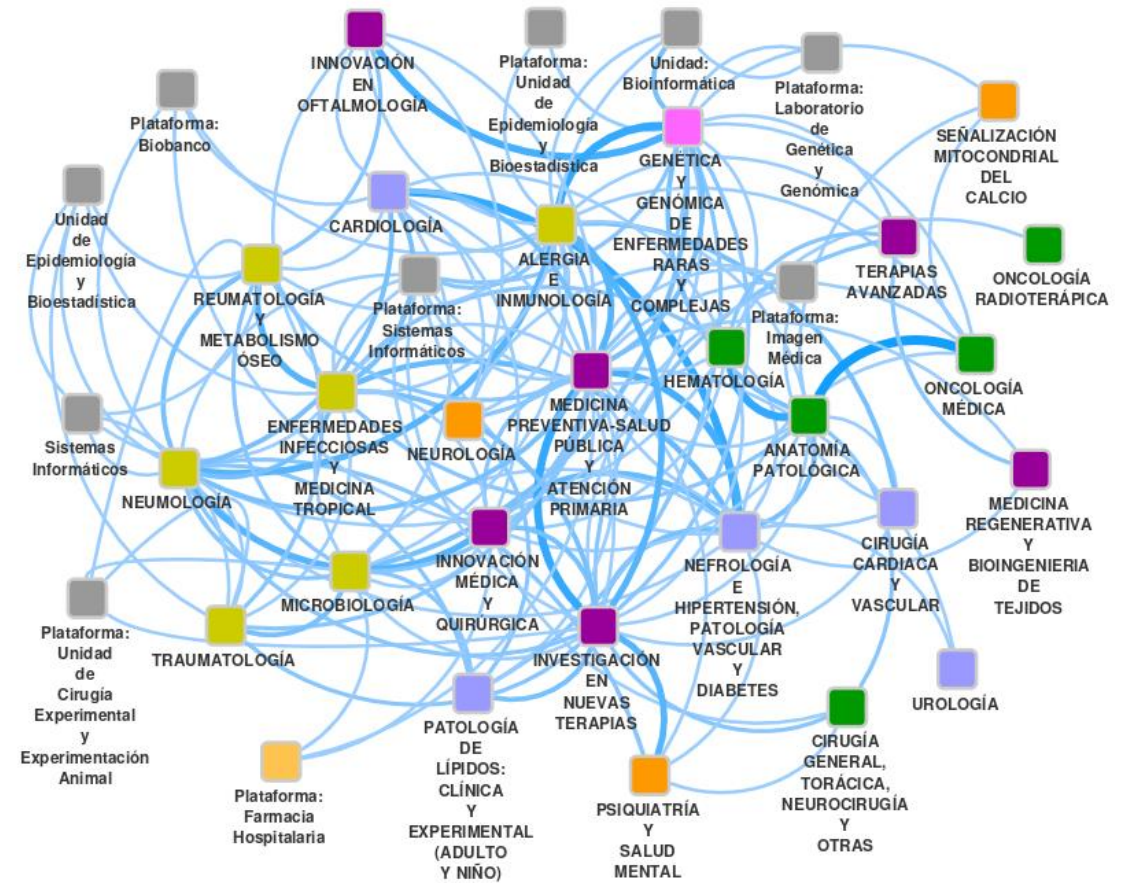 INNOVACIÓN
EN
OFTALMOLOGÍA
Plataforma:
Unidad
de
Epidemiología
y
Bioestadística
Unidad:
Bioinformática
Plataforma:
Laboratorio
de
Genética
y
Genómica
SEÑALIZACIÓN
MITOCONDRIAL
DEL
CALCIO
Plataforma:
Biobanco
GENÉTICA
Y
GENÓMICA
DE
ENFERMEDADES
RARAS
Y
COMPLEJAS
Unidad
de
Epidemiología
y
Bioestadística
CARDIOLOGÍA
ALERGIA
E
INMUNOLOGÍA
TERAPIAS
AVANZADAS
ONCOLOGÍA
RADIOTERÁPICA
REUMATOLOGÍA
Y
METABOLISMO
ÓSEO
Plataforma:
Sistemas
Informáticos
Plataforma:
Imagen
Médica
HEMATOLOGÍA
ONCOLOGÍA
MÉDICA
MEDICINA
PREVENTIVA-SALUD
PÚBLICA
Y
ATENCIÓN
PRIMARIA
ENFERMEDADES
INFECCIOSAS
Y
MEDICINA
TROPICAL
NEUROLOGÍA
ANATOMÍA
PATOLÓGICA
Sistemas
Informáticos
NEUMOLOGÍA
MEDICINA
REGENERATIVA
Y
BIOINGENIERIA
DE
TEJIDOS
INNOVACIÓN
MÉDICA
Y
QUIRÚRGICA
NEFROLOGÍA
E
HIPERTENSIÓN,
PATOLOGÍA
VASCULAR
Y
DIABETES
CIRUGÍA
CARDIACA
Y
VASCULAR
MICROBIOLOGÍA
Plataforma:
Unidad
de
Cirugía
Experimental
y
Experimentación
Animal
TRAUMATOLOGÍA
INVESTIGACIÓN
EN
NUEVAS
TERAPIAS
UROLOGÍA
PATOLOGÍA
DE
LÍPIDOS:
CLÍNICA
Y
EXPERIMENTAL
(ADULTO
Y NIÑO)
CIRUGÍA
GENERAL,
TORÁCICA,
NEUROCIRUGÍA
Y
OTRAS
Plataforma:
Farmacia
Hospitalaria
PSIQUIATRÍA
Y
SALUD
MENTAL